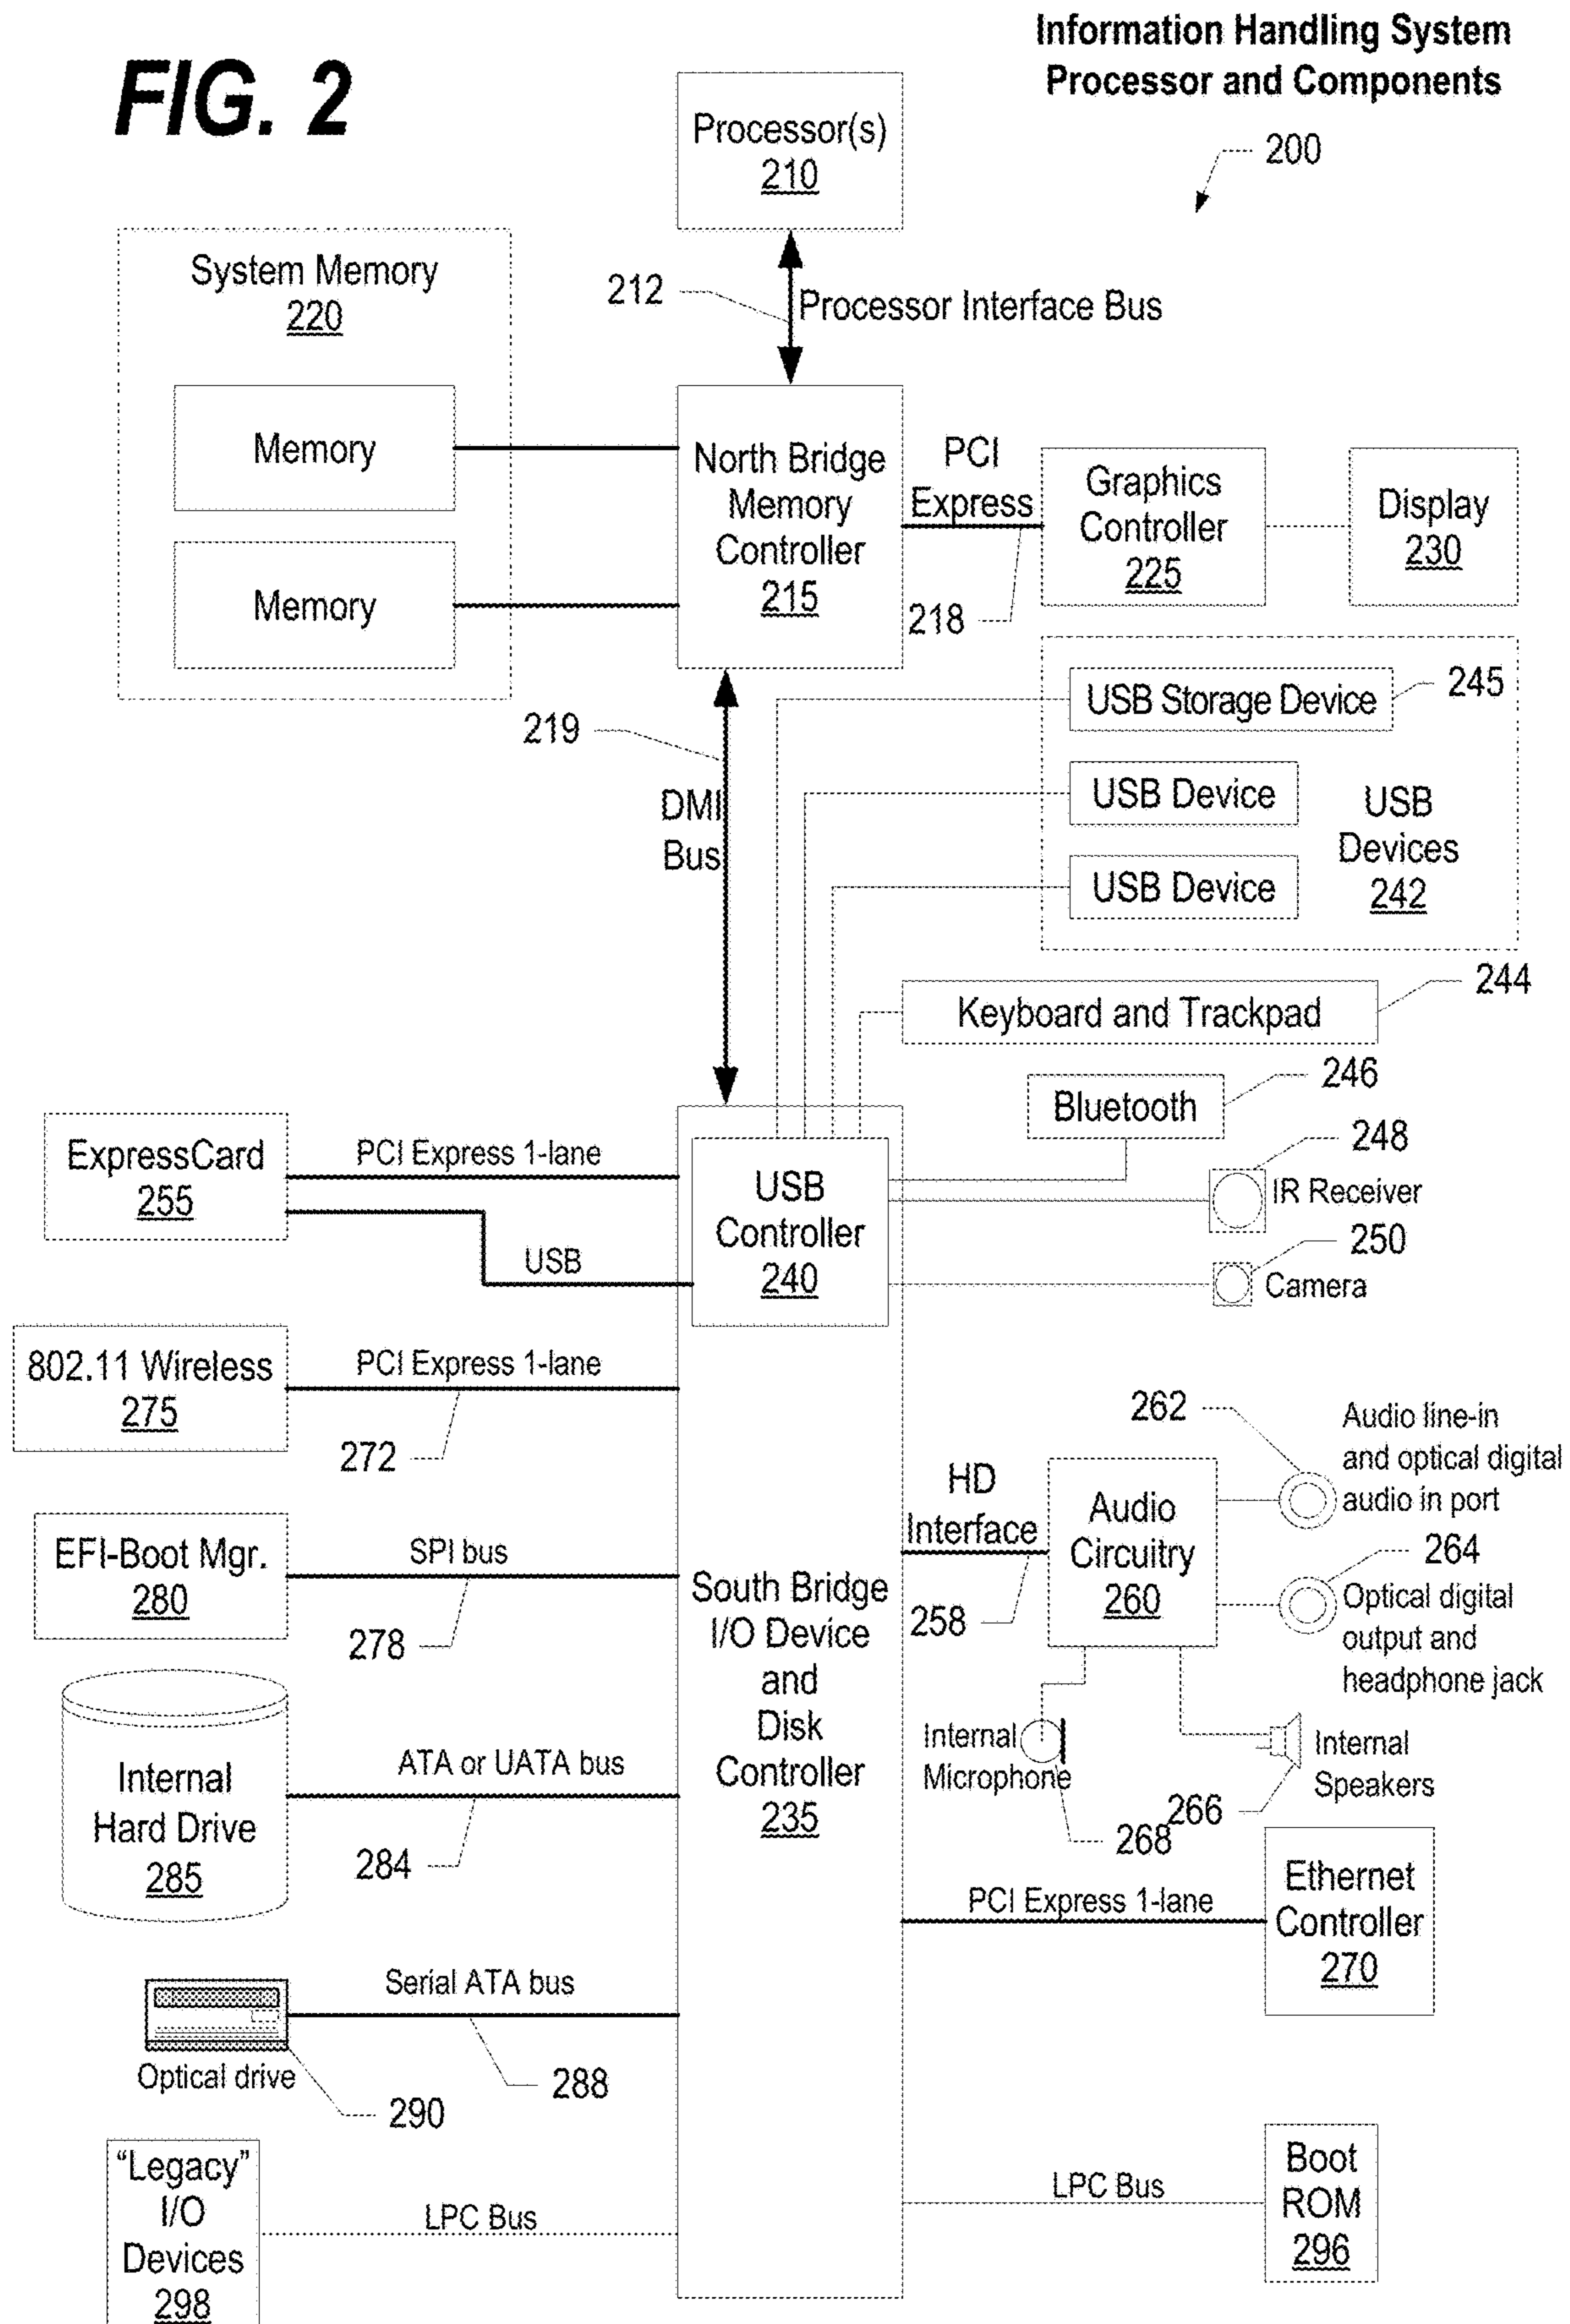 Information Handling System
Processor and Components
FIG. 2
200
Processor(s)
210
212
Processor Interface Bus
System Memory
220
Memory
Memory
North Bridge
Memory
Controller
215
PCI
Express
218
Graphics
Controller
225
Display
230
219
DMI
Bus
USB Storage Device
245
USB Device
USB Device
USB
Devices
242
Keyboard and Trackpad
244
Bluetooth
246
248
IR Receiver
250
Camera
ExpressCard
255
PCI Express 1-lane
USB
USB
Controller
240
802.11 Wireless
275
PCI Express 1-lane
272
EFI-Boot Mgr.
280
SPI bus
278
Internal
Hard Drive
285
ATA or UATA bus
284
South Bridge
I/O Device
and
Disk
Controller
235
HD
Interface
258
Audio
Circuitry
260
262
Audio line-in
and optical digital
audio in port
264
Optical digital
output and
headphone jack
Internal
Microphone
268
Internal
Speakers
266
PCI Express 1-lane
Ethernet
Controller
270
Serial ATA bus
288
Optical drive
290
"Legacy"
I/O
Devices
298
LPC Bus
LPC Bus
Boot
ROM
296